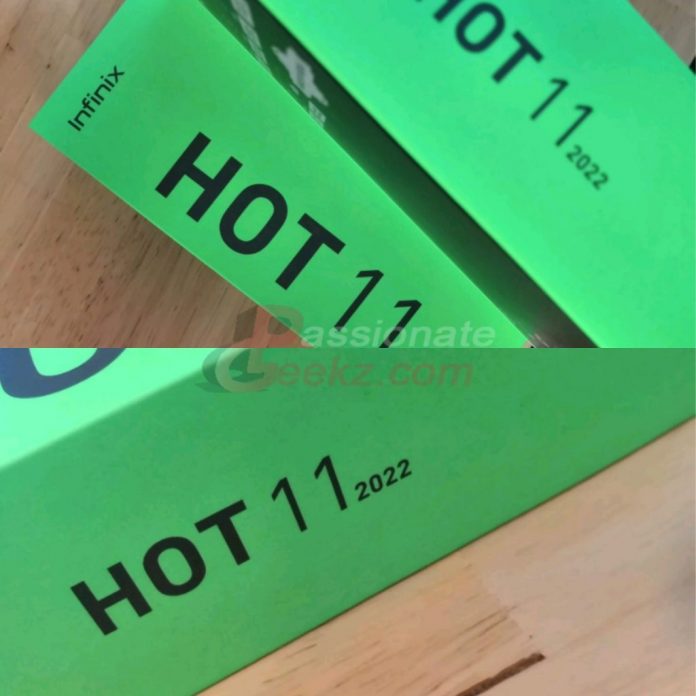 Infinix
HOT 11
HOT 11 2022
Passionate
Geekz.com
HOT 11 2022